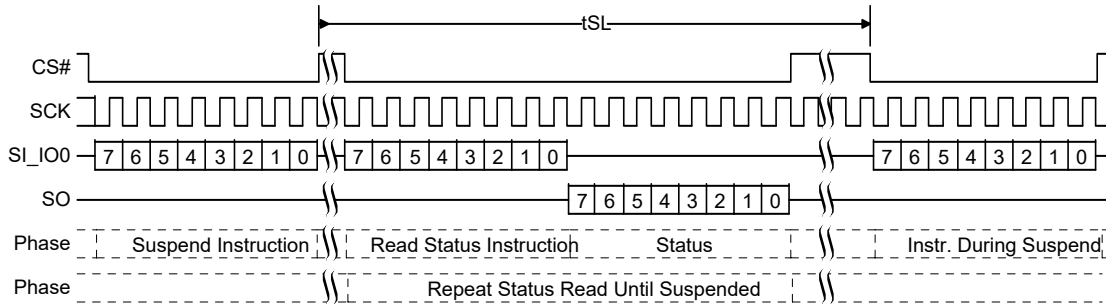 tSL
CS#
SCK
SI_IO0 7 6 5 4 3 2 1 0 7 6 5 4 3 2 1 0 7 6 5 4 3 2 1 0
SO 7 6 5 4 3 2 1 0
Phase Suspend Instruction Read Status Instruction Status Instr. During Suspend
Phase Repeat Status Read Until Suspended